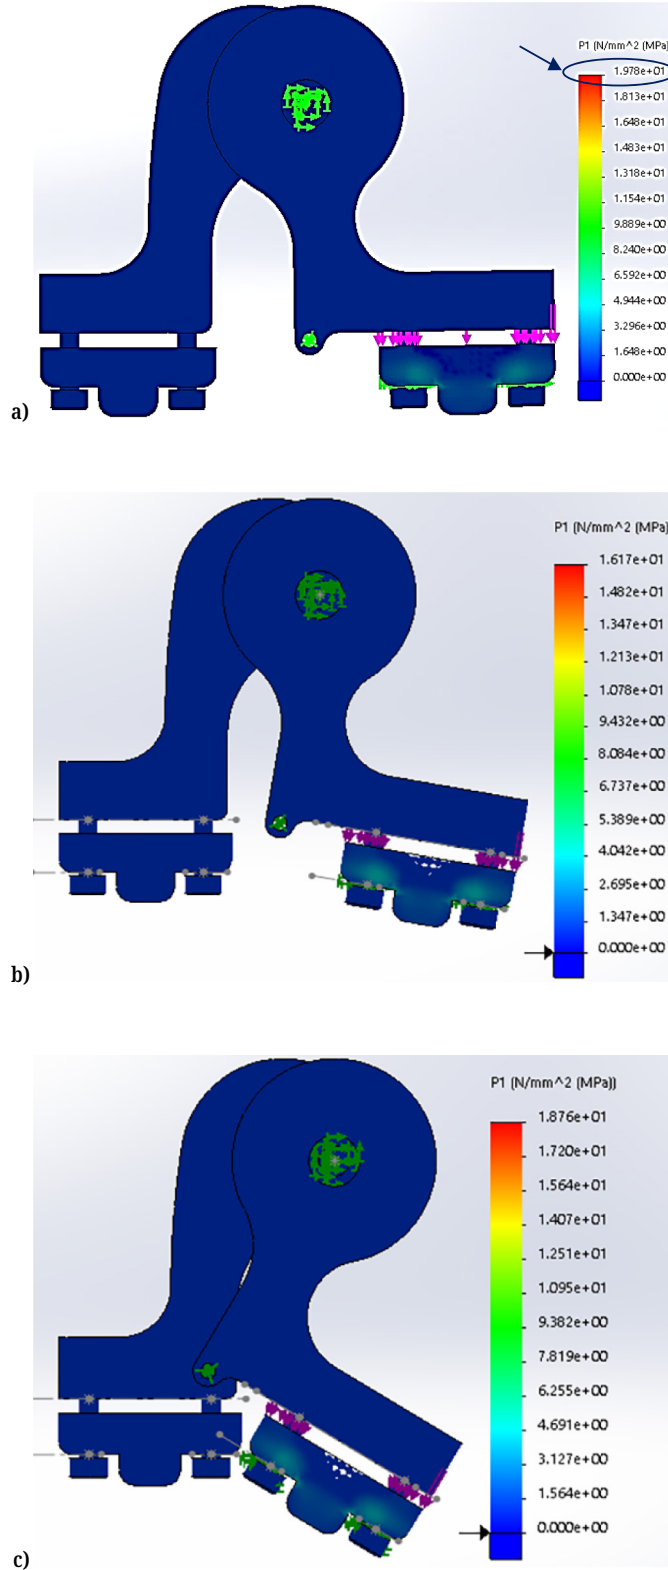 P1 (N/mm^2 (MPa)
1.978e+01
1.813e+01
1.648e+01
1.483e+01
1.318e+01
1.154e+01
9.889e+00
8.240e+00
6.592e+00
4.944e+00
3.296e+00
1.648e+00
0.000e+00
a)
P1 (N/mm^2 (MPa)
1.617e+01
1.482e+01
1.347e+01
1.213e+01
1.078e+01
9.432e+00
8.084e+00
6.737e+00
5.389e+00
4.042e+00
2.695e+00
1.347e+00
0.000e+00
b)
P1 (N/mm^2 (MPa))
1.876e+01
1.720e+01
1.564e+01
1.407e+01
1.251e+01
1.095e+01
9.382e+00
7.819e+00
6.255e+00
4.691e+00
3.127e+00
1.564e+00
0.000e+00
c)